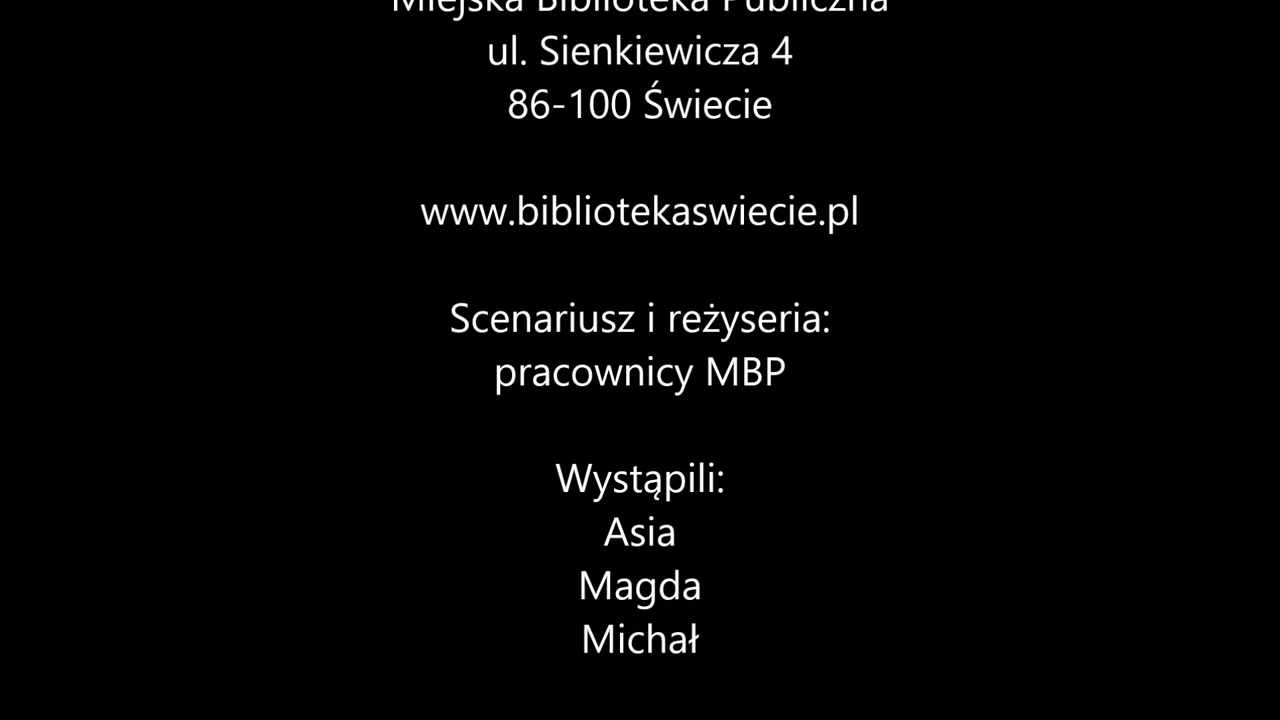 Miejska Biblioteka Publiczna
ul. Sienkiewicza 4
86-100 Świecie
www.bibliotekaswiecie.pl
Scenariusz i reżyseria:
pracownicy MBP
Wystąpili:
Asia
Magda
Michał